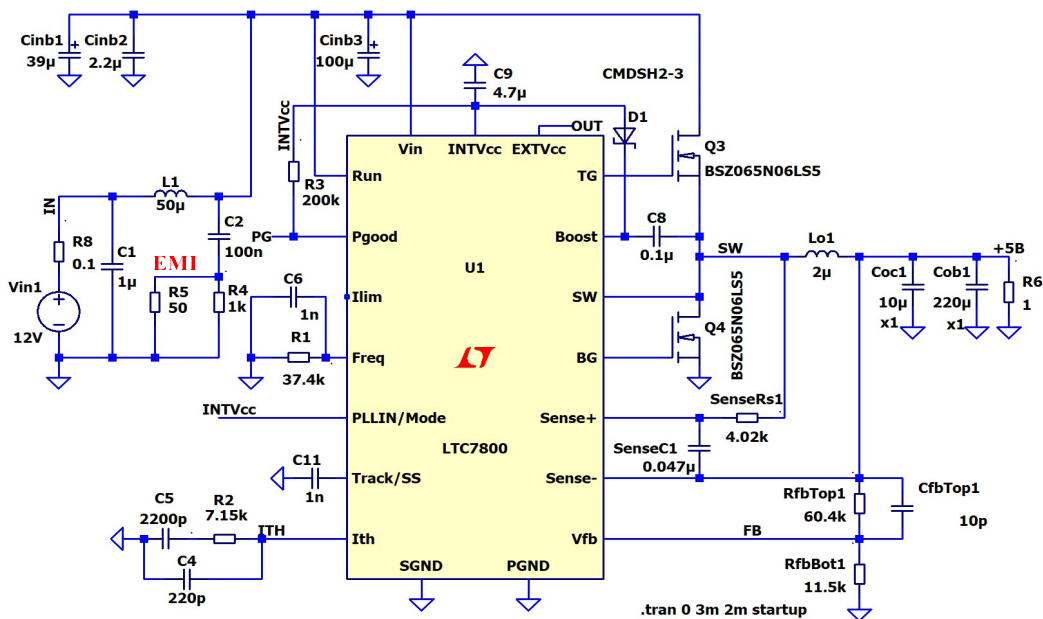 Cinb1
39µ
Cinb2
2.2µ
Cinb3
100µ
C9
4.7µ
CMDSH2-3
INTVcc
OUT
D1
Q3
BSZ065N06LS5
Vin
INTVcc
EXTVcc
Run
TG
R3
200k
L1
50µ
IN
R8
0.1
C1
1µ
C2
100n
EMI
R5
50
R4
1k
Vin1
12V
PG
Pgood
Boost
C8
0.1µ
U1
SW
Lo1
2µ
+5B
Coc1
10µ
x1
Cob1
220µ
x1
R6
1
C6
1n
Ilim
SW
Q4
BSZ065N06LS5
R1
37.4k
Freq
BG
INTVcc
PLLIN/Mode
Sense+
SenseRs1
4.02k
LTC7800
SenseC1
0.047µ
C11
1n
Track/SS
Sense-
RfbTop1
60.4k
CfbTop1
10p
C5
2200p
R2
7.15k
ITH
Ith
Vfb
FB
C4
220p
SGND
PGND
RfbBot1
11.5k
.tran 0 3m 2m startup